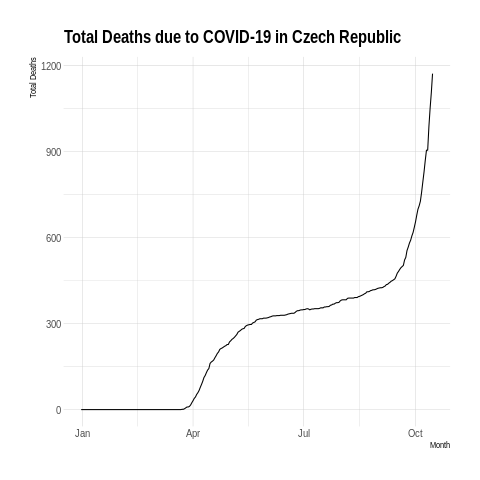 Total Deaths due to COVID-19 in Czech Republic
Total Deaths
1200
900
600
300
0
Jan Apr Jul Oct
Month